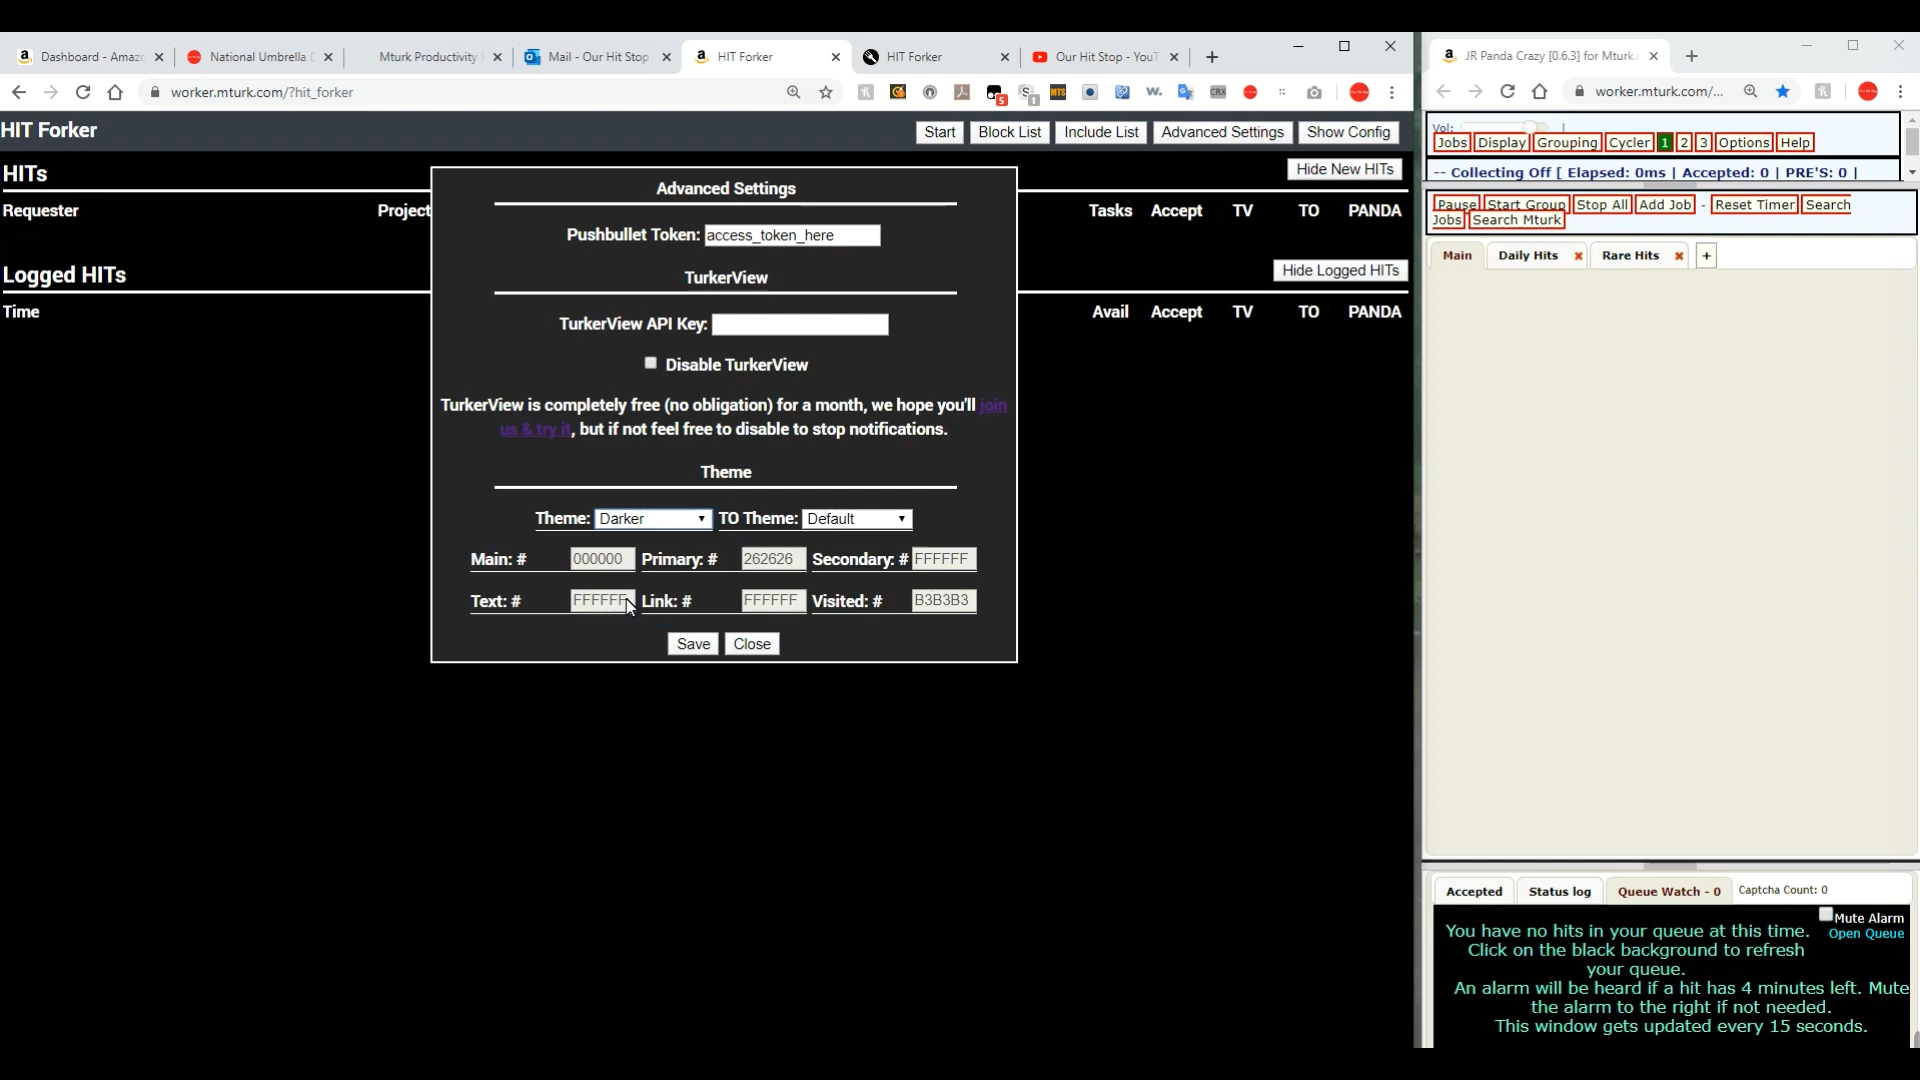 Dashboard - Amaz
National Umbrella D
Mturk Productivity E
Mail - Our Hit Stop
HIT Forker
HIT Forker
Our Hit Stop - YouT
worker.mturk.com/?hit_forker
HIT Forker
Start
Block List
Include List
Advanced Settings
Show Config
HITs
Hide New HITs
Requester
Project
Tasks
Accept
TV
TO
PANDA
Logged HITs
Hide Logged HITs
Time
Avail
Accept
TV
TO
PANDA
Advanced Settings
Pushbullet Token: access_token_here
TurkerView
TurkerView API Key:
Disable TurkerView
TurkerView is completely free (no obligation) for a month, we hope you'll join
us & try it, but if not feel free to disable to stop notifications.
Theme
Theme: Darker TO Theme: Default
Main: # 000000 Primary: # 262626 Secondary: # FFFFFF
Text: # FFFFFF Link: # FFFFFF Visited: # B3B3B3
Save Close
JR Panda Crazy [0.6.3] for Mturk.
worker.mturk.com/...
Vol:
Jobs Display Grouping Cycler 1 2 3 Options Help
-- Collecting Off [ Elapsed: 0ms | Accepted: 0 | PRE'S: 0 |
Pause Start Group Stop All Add Job - Reset Timer Search
Jobs Search Mturk
Main
Daily Hits
Rare Hits
+
Accepted
Status log
Queue Watch - 0
Captcha Count: 0
Mute Alarm
Open Queue
You have no hits in your queue at this time.
Click on the black background to refresh
your queue.
An alarm will be heard if a hit has 4 minutes left. Mute
the alarm to the right if not needed.
This window gets updated every 15 seconds.